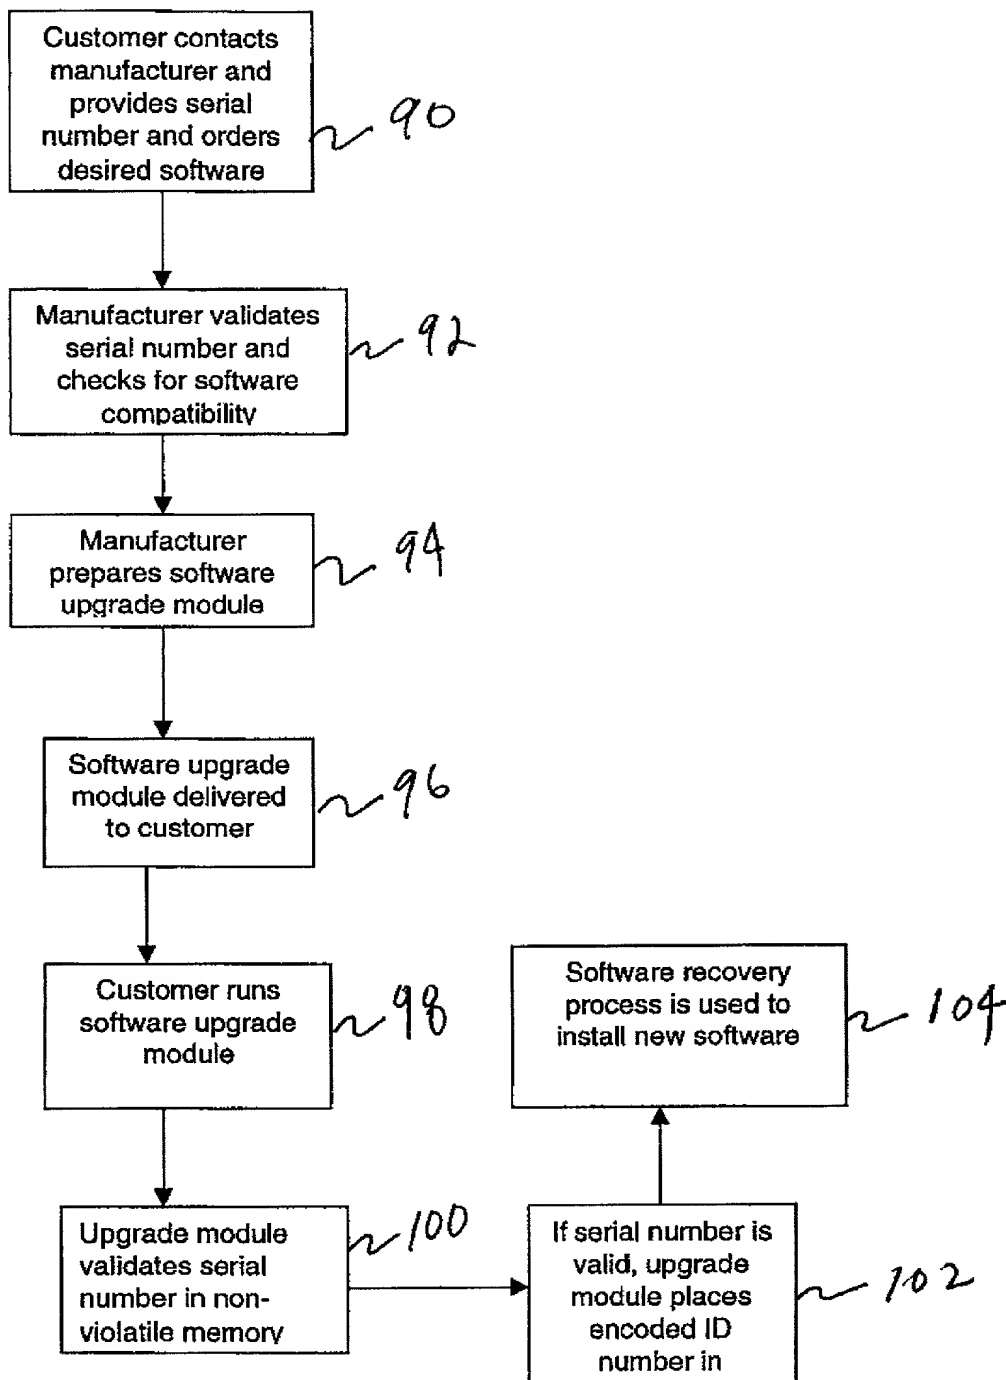 Customer contacts
manufacturer and
provides serial
number and orders
desired software
90
Manufacturer validates
serial number and
checks for software
compatibility
92
Manufacturer
prepares software
upgrade module
94
Software upgrade
module delivered
to customer
96
Customer runs
software upgrade
module
98
Upgrade module
validates serial
number in non-
violatile memory
100
If serial number is
valid, upgrade
module places
encoded ID
number in
102
Software recovery
process is used to
install new software
104